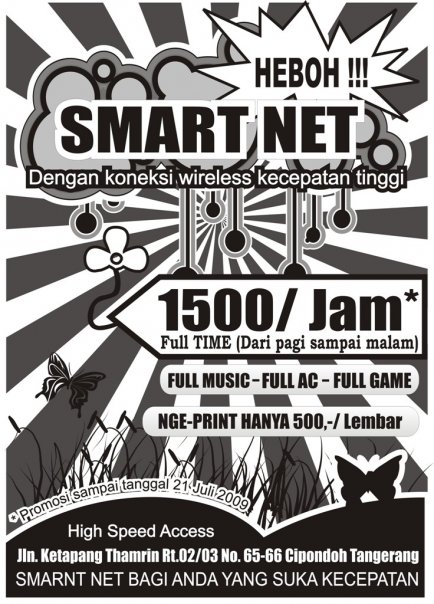 HEBOH !!!
SMART NET
Dengan koneksi wireless kecepatan tinggi
1500/ Jam*
Full TIME (Dari pagi sampai malam)
FULL MUSIC - FULL AC - FULL GAME
NGE-PRINT HANYA 500,-/ Lembar
* Promosi sampai tanggal 21 Juli 2009
High Speed Access
Jln. Ketapang Thamrin Rt.02/03 No. 65-66 Cipondoh Tangerang
SMARNT NET BAGI ANDA YANG SUKA KECEPATAN